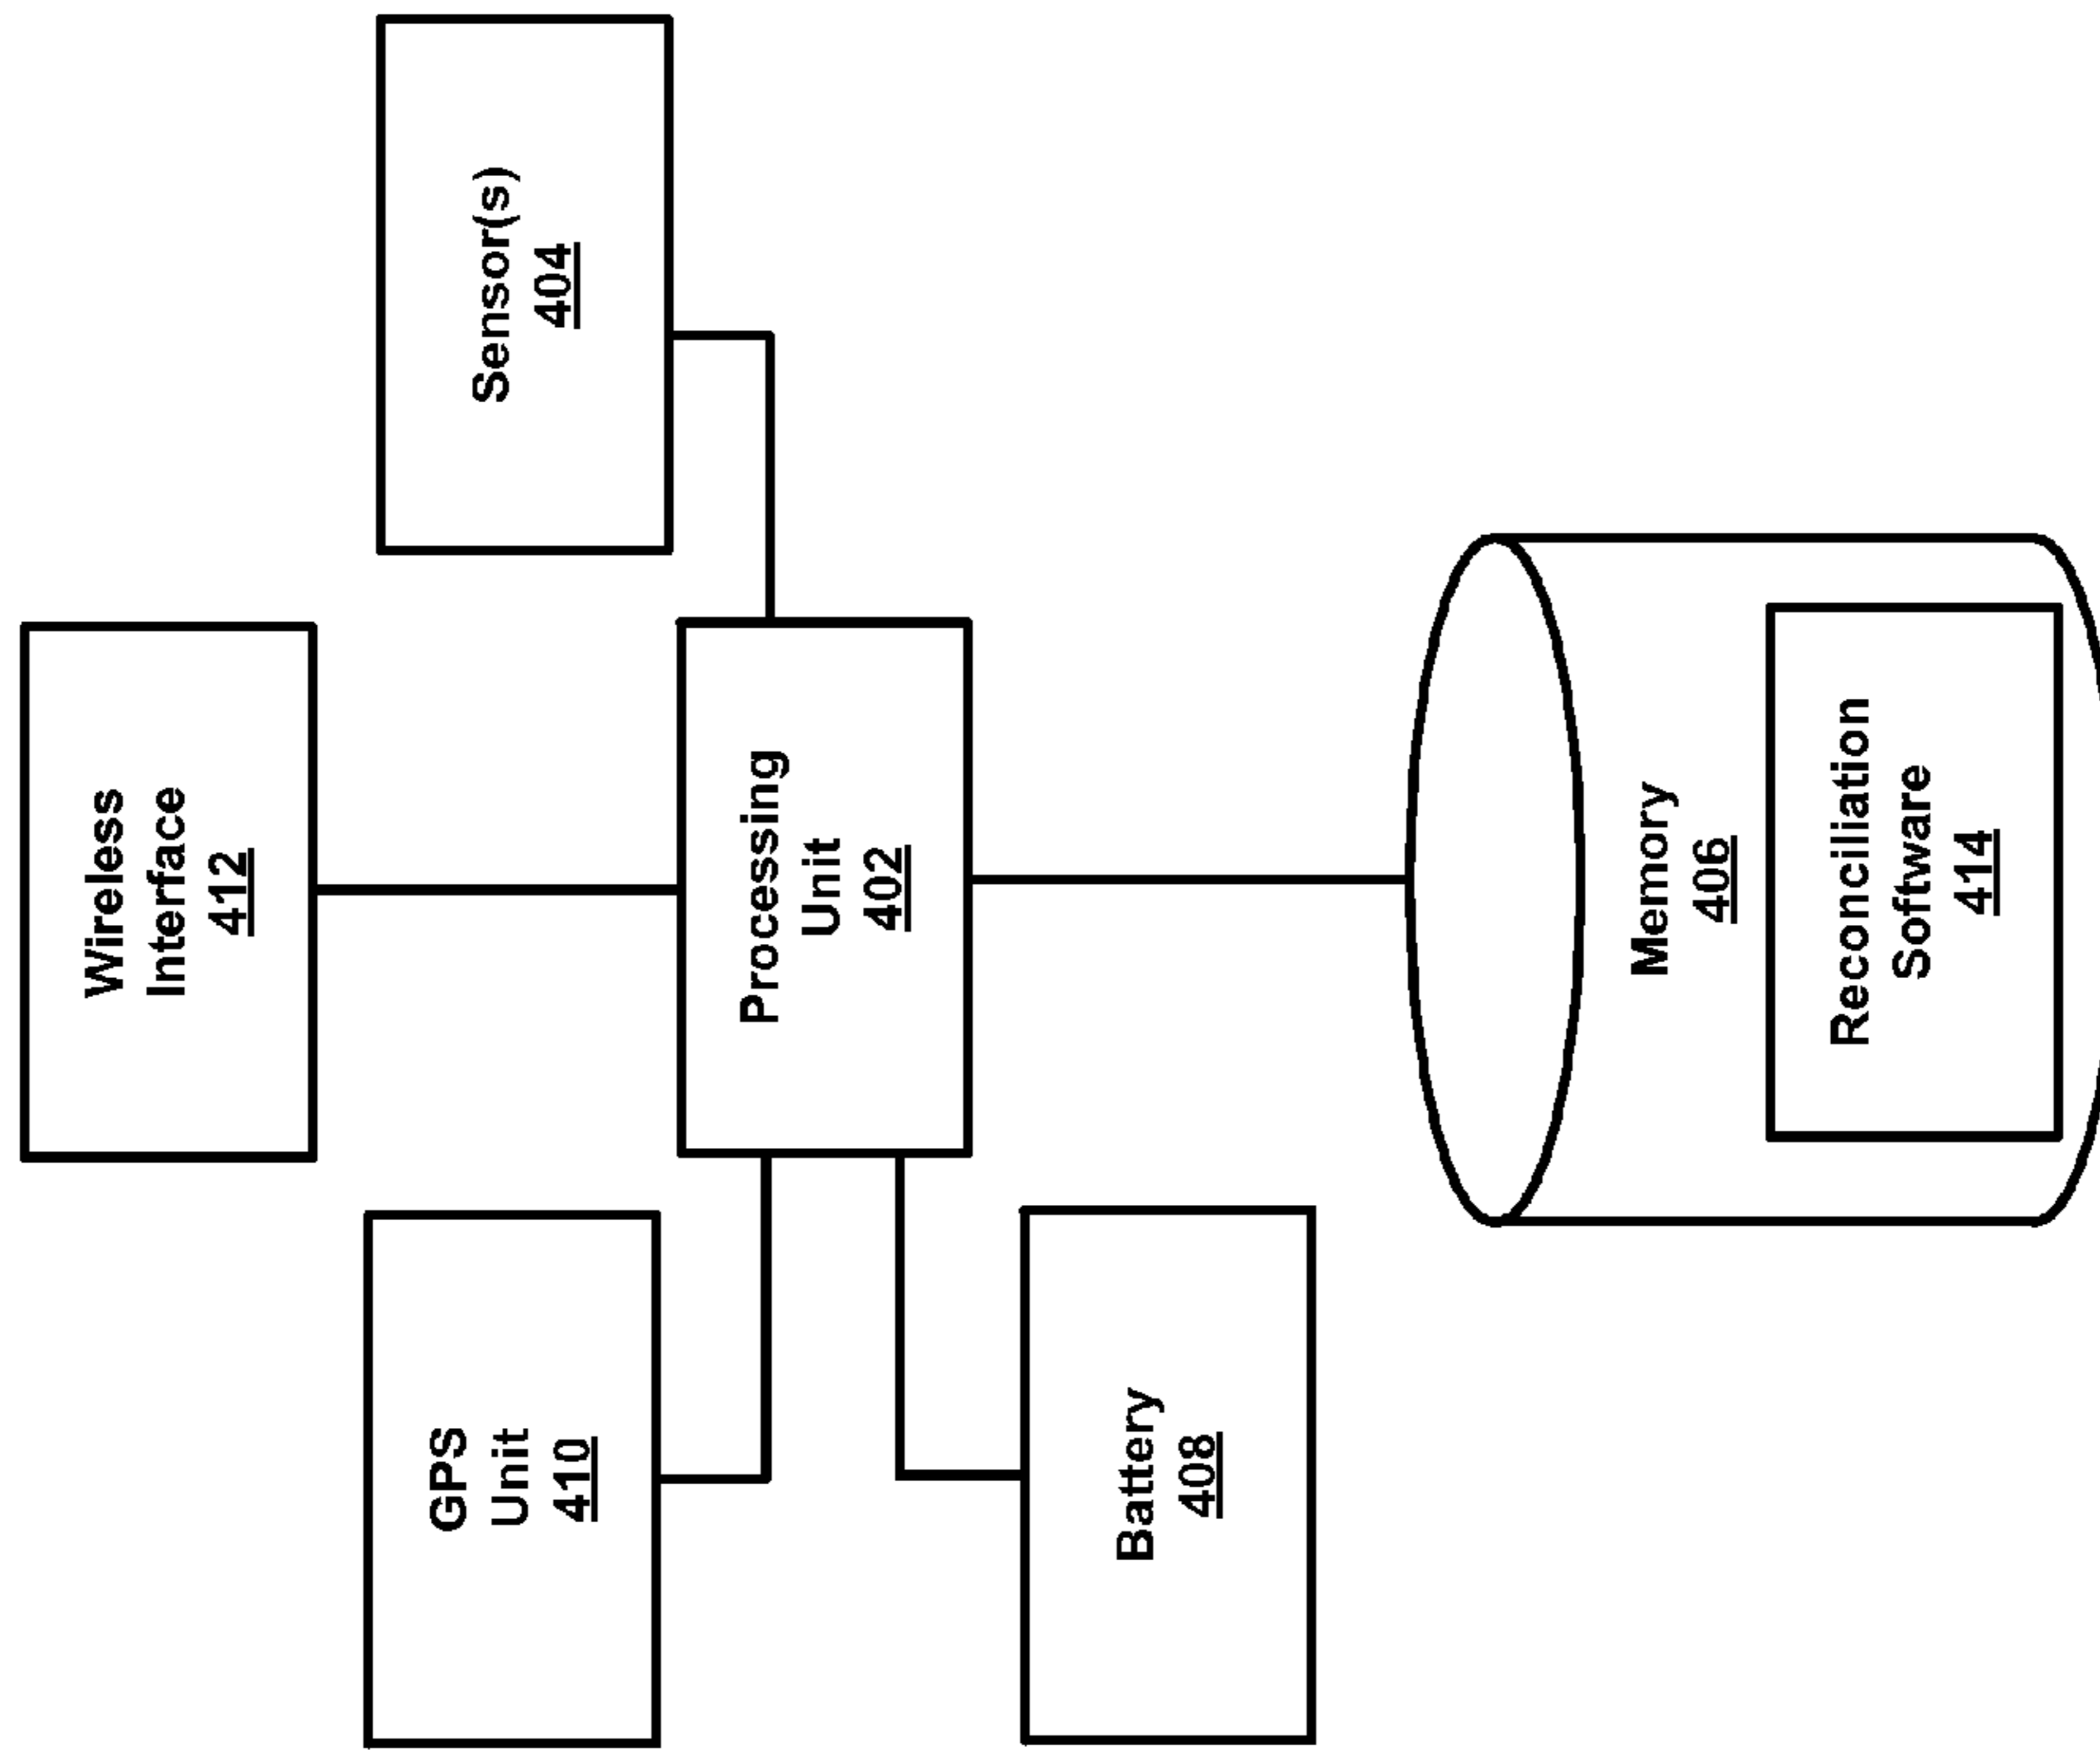 Wireless
Interface
412
Sensor(s)
404
GPS
Unit
410
Processing
Unit
402
Battery
408
Memory
406
Reconciliation
Software
414